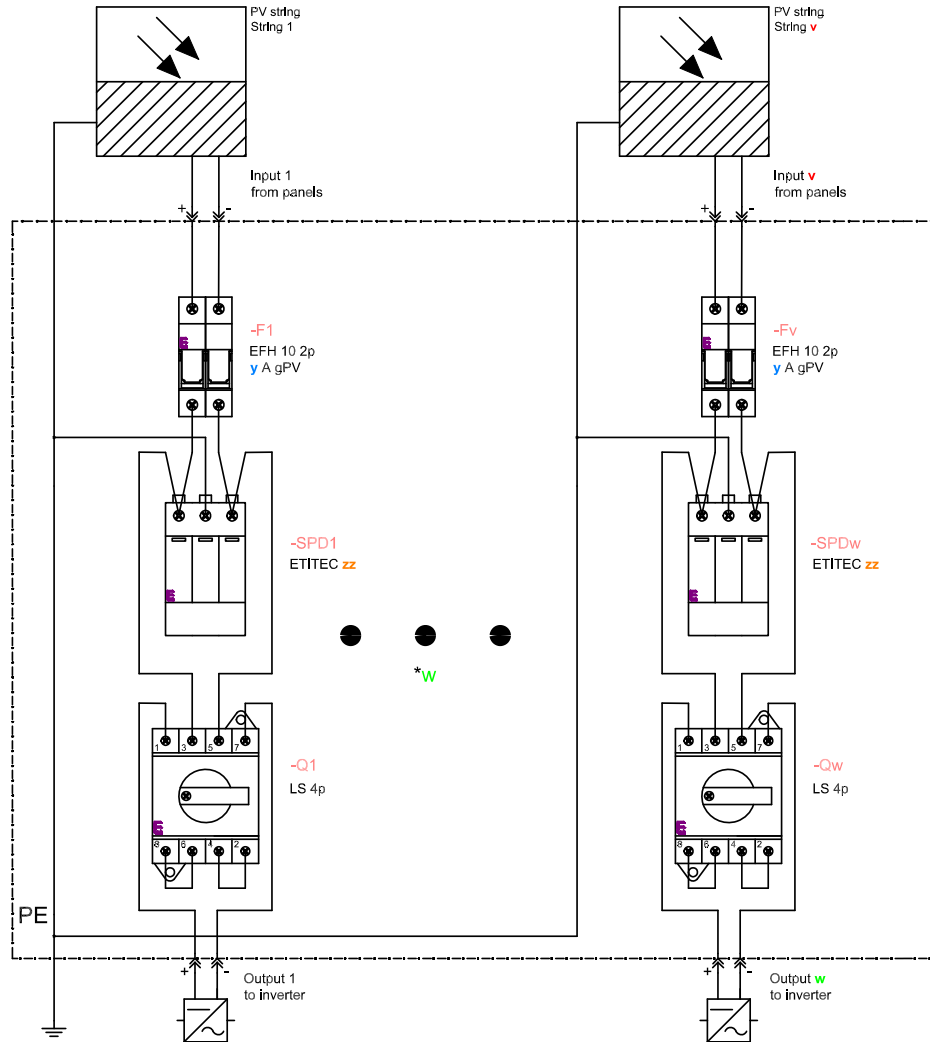 PV string
String 1
PV string
String v
Input 1
from panels
Input v
from panels
+ -
+ -
-F1
EFH 10 2p
y A gPV
-Fv
EFH 10 2p
y A gPV
E
E
-SPD1
ETITEC zz
-SPDw
ETITEC zz
E
E
*w
1 3 5 7
1 3 5 7
-Q1
LS 4p
-Qw
LS 4p
E
E
8 6 4 2
8 6 4 2
PE
+ -
+ -
Output 1
to inverter
Output w
to inverter